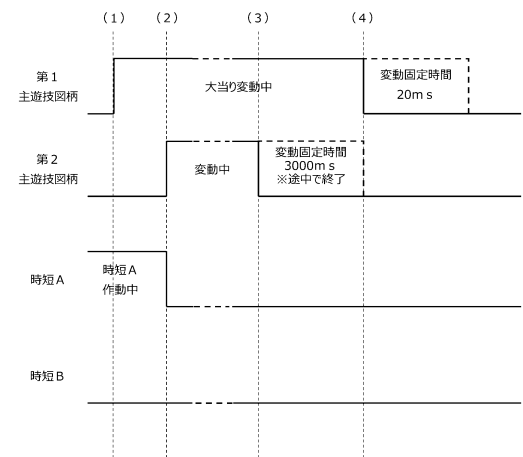 （1） （2） （3） （4）
第1
主遊技図柄
大当り変動中
変動固定時間
20ms
第2
主遊技図柄
変動中
変動固定時間
3000ms
※途中で終了
時短A
時短A
作動中
時短B